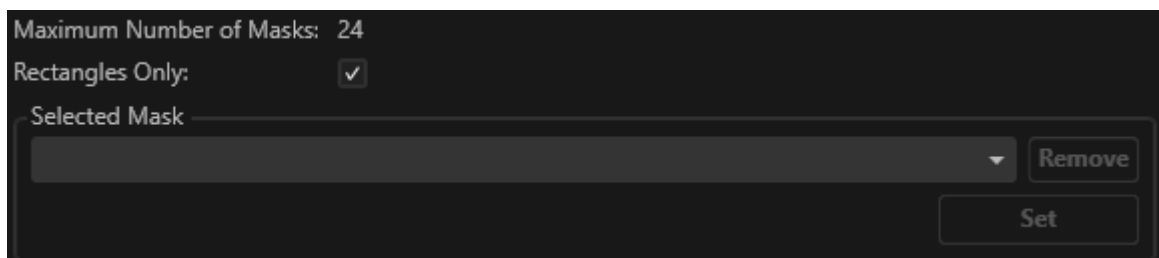 Maximum Number of Masks: 24
Rectangles Only:
Selected Mask
Remove
Set